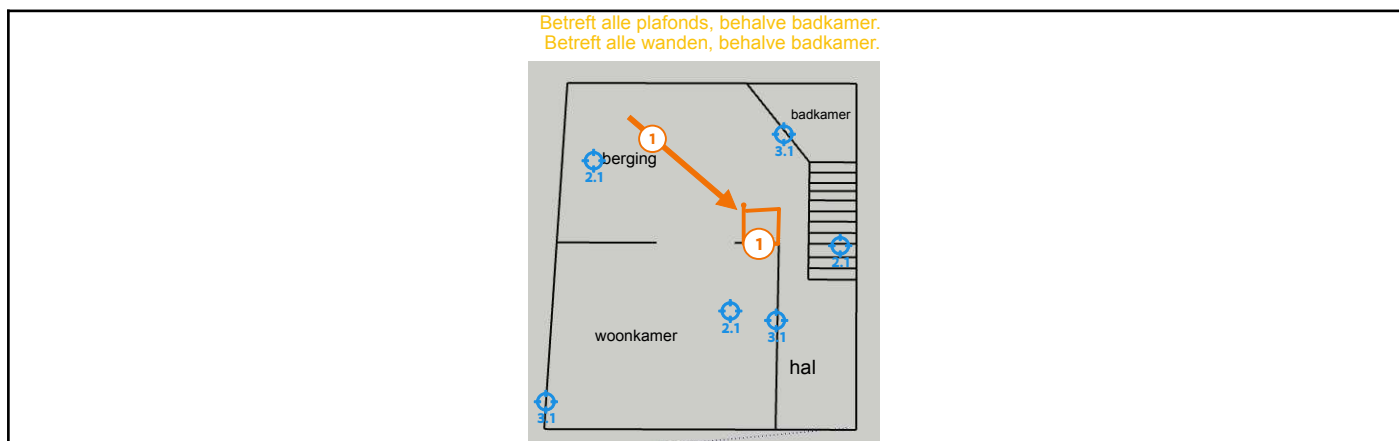 Betreft alle plafonds, behalve badkamer.
Betreft alle wanden, behalve badkamer.
badkamer
3.1
1
berging
2.1
1
2.1
2.1
3.1
woonkamer
hal
3.1